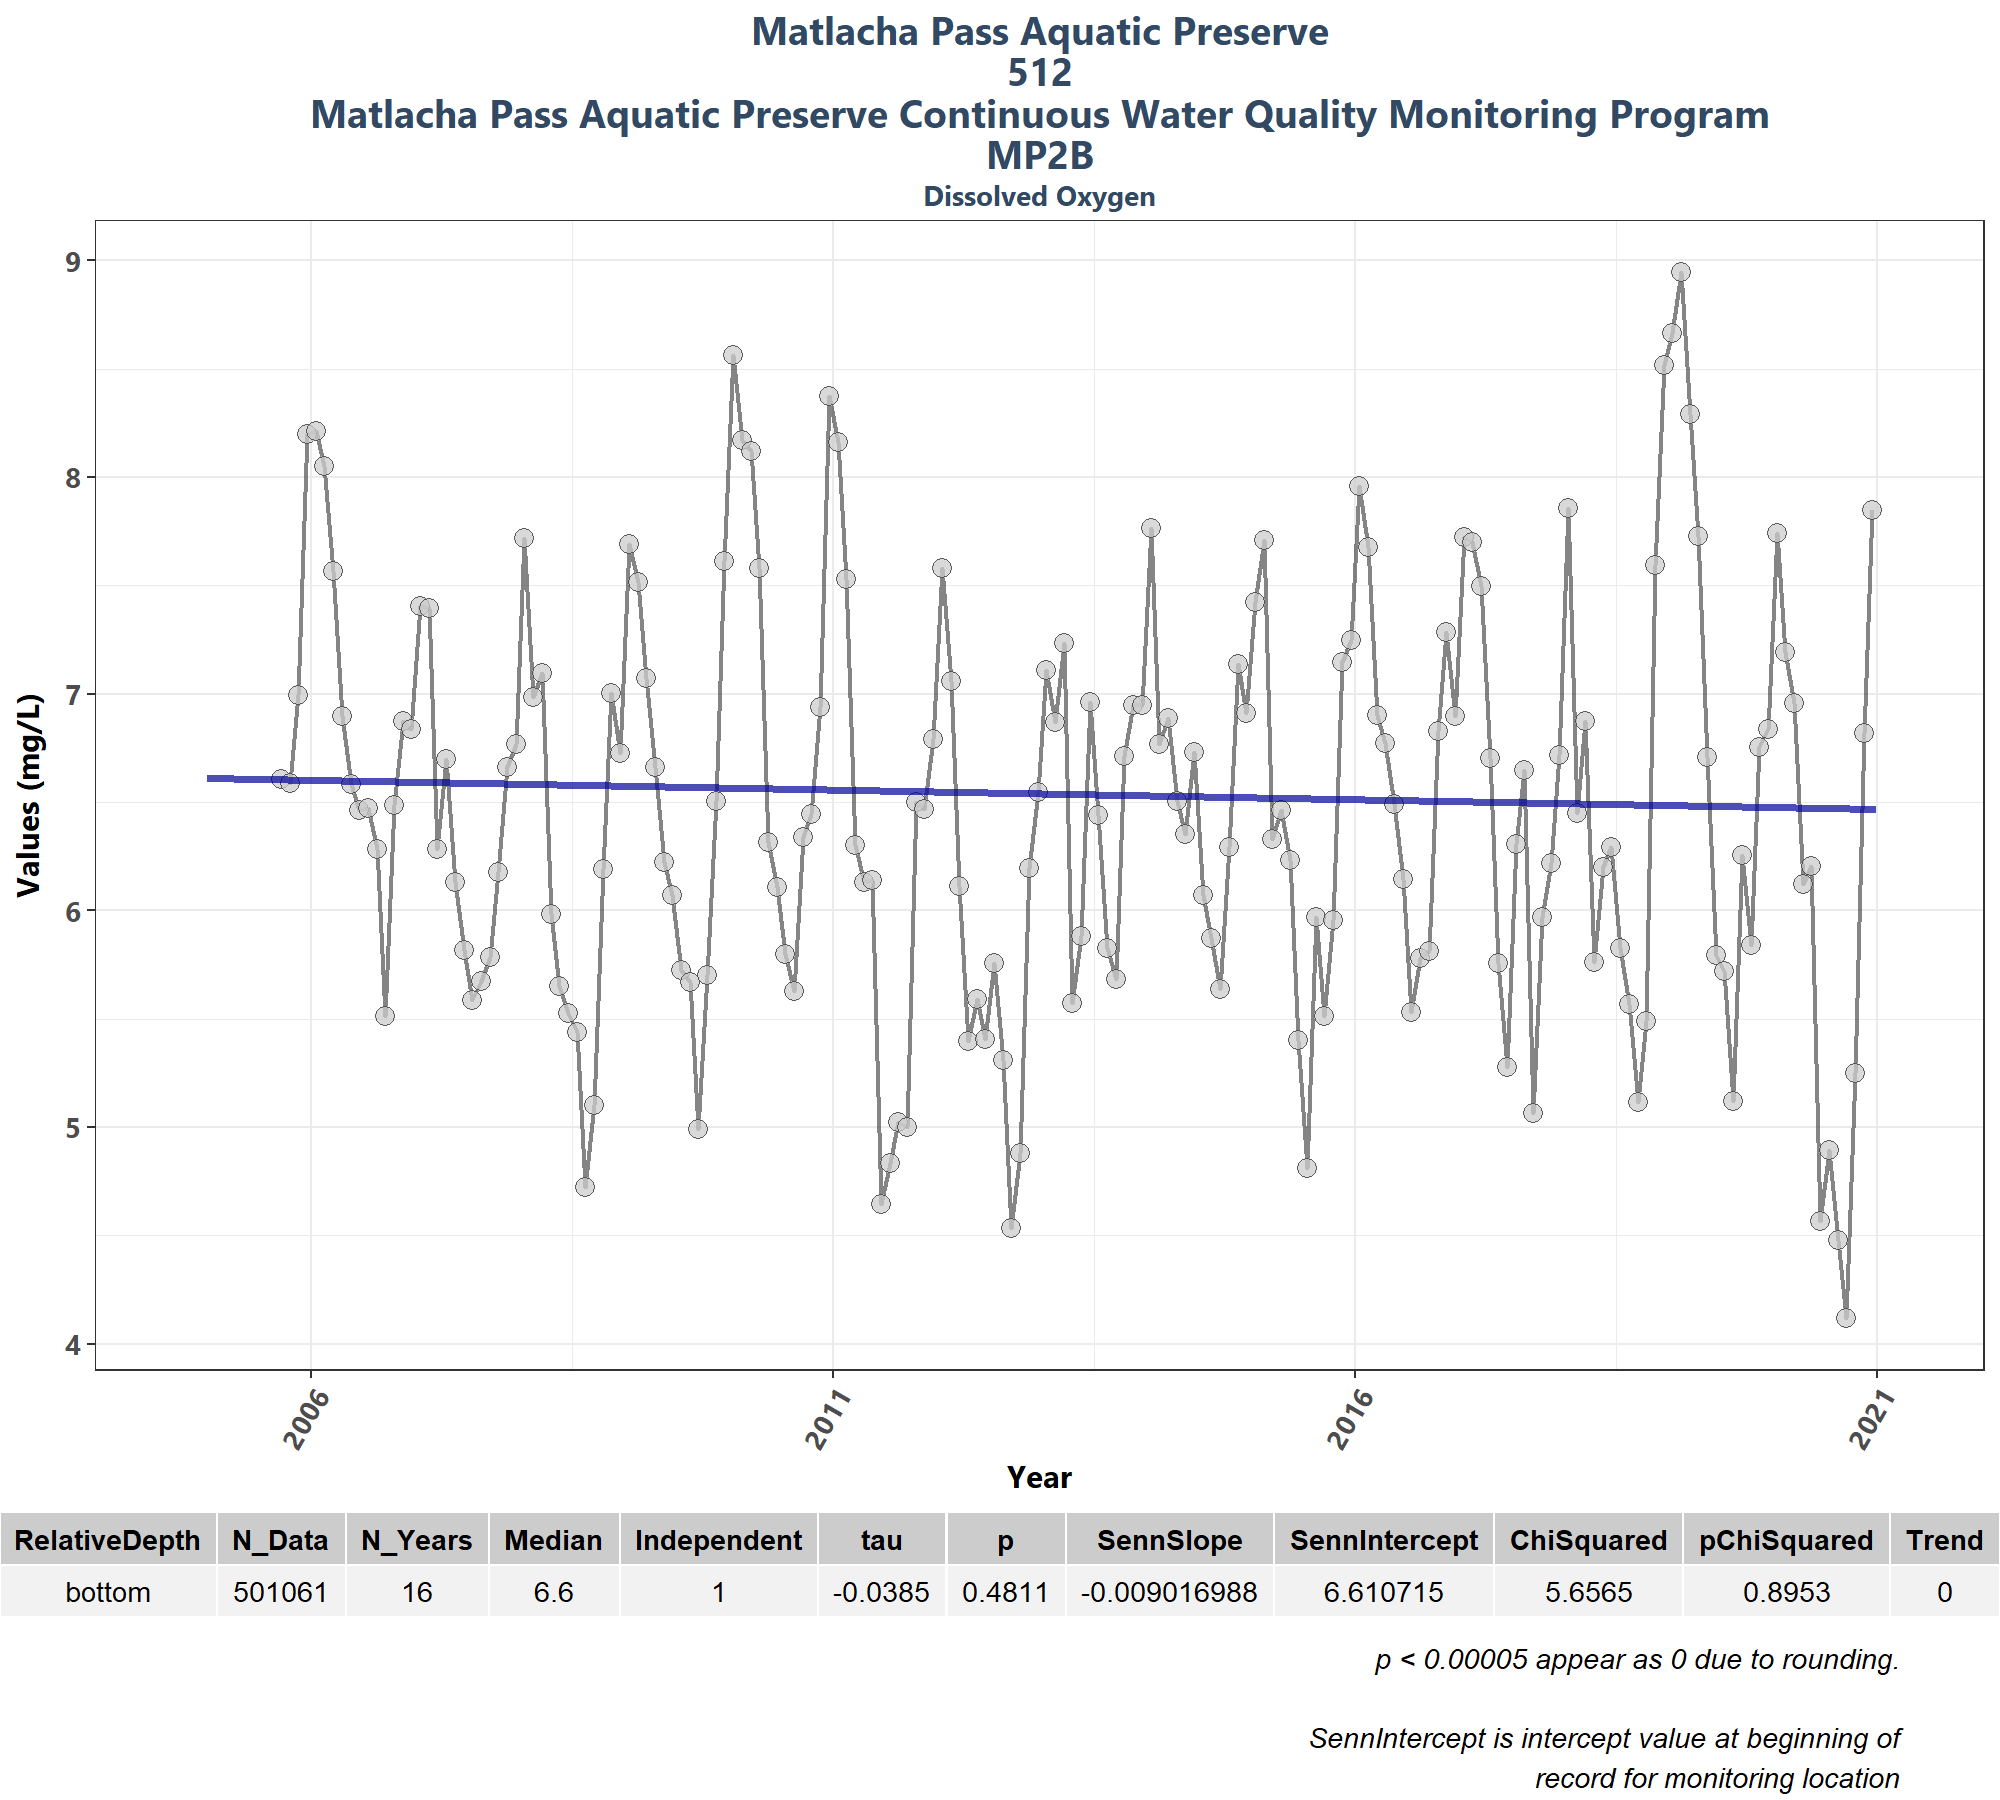 Matlacha Pass Aquatic Preserve
512
Matlacha Pass Aquatic Preserve Continuous Water Quality Monitoring Program
MP2B
Dissolved Oxygen
9
8
7
6
5
4
Values (mg/L)
2006 2011 2016 2021
Year
RelativeDepth N_Data N_Years Median Independent tau p SennSlope SennIntercept ChiSquared pChiSquared Trend
bottom 501061 16 6.6 1 -0.0385 0.4811 -0.009016988 6.610715 5.6565 0.8953 0
p < 0.00005 appear as 0 due to rounding.
SennIntercept is intercept value at beginning of
record for monitoring location